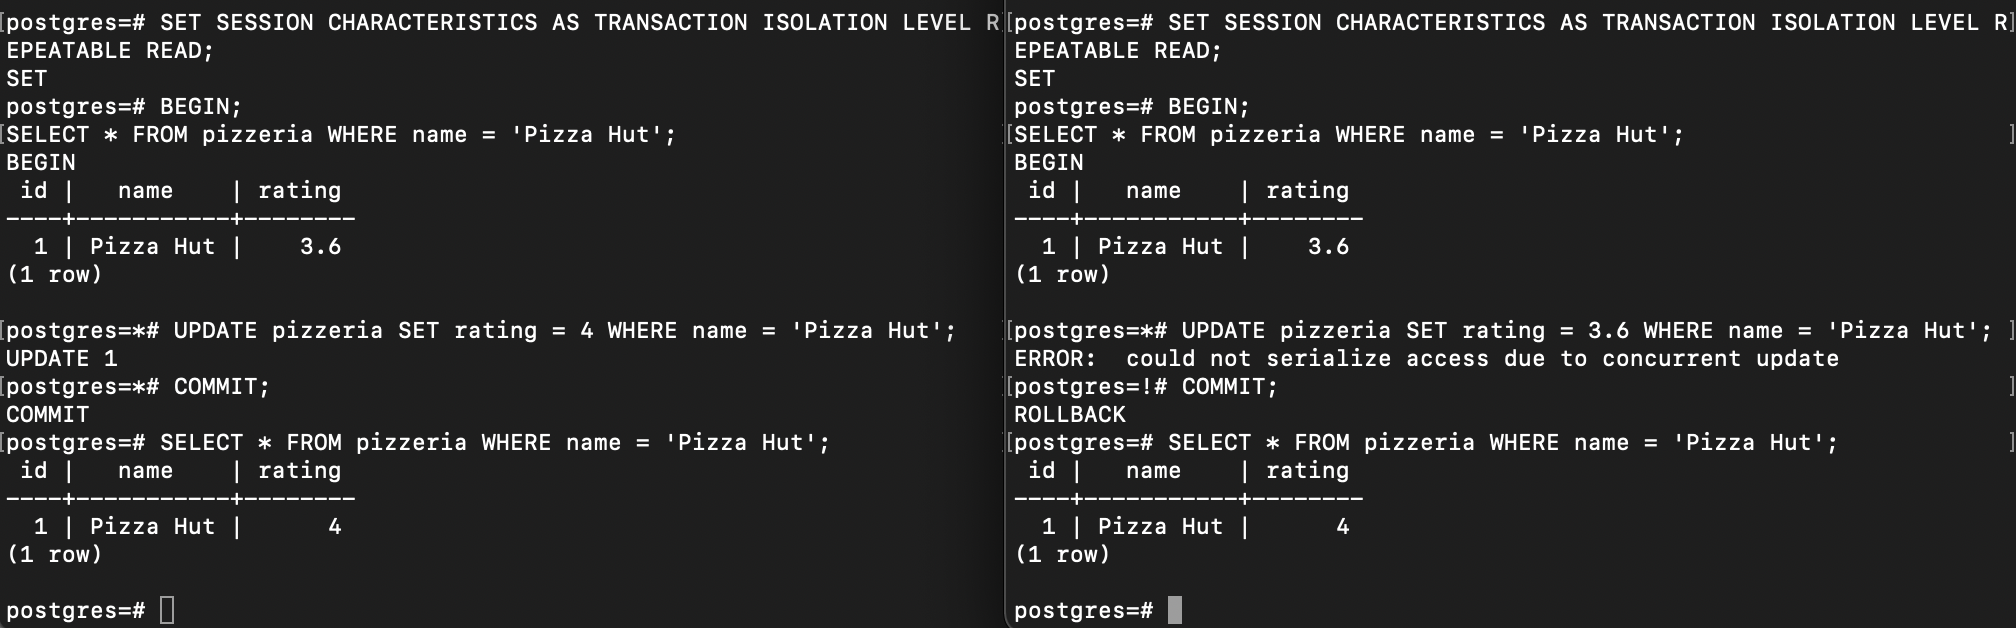 postgres=# SET SESSION CHARACTERISTICS AS TRANSACTION ISOLATION LEVEL R
EPEATABLE READ;
SET
postgres=# BEGIN;
SELECT * FROM pizzeria WHERE name = 'Pizza Hut';
BEGIN
 id |   name    | rating
----+-----------+--------
  1 | Pizza Hut |    3.6
(1 row)

postgres=*# UPDATE pizzeria SET rating = 4 WHERE name = 'Pizza Hut';
UPDATE 1
postgres=*# COMMIT;
COMMIT
postgres=# SELECT * FROM pizzeria WHERE name = 'Pizza Hut';
 id |   name    | rating
----+-----------+--------
  1 | Pizza Hut |      4
(1 row)

postgres=#
postgres=# SET SESSION CHARACTERISTICS AS TRANSACTION ISOLATION LEVEL R
EPEATABLE READ;
SET
postgres=# BEGIN;
SELECT * FROM pizzeria WHERE name = 'Pizza Hut';
BEGIN
 id |   name    | rating
----+-----------+--------
  1 | Pizza Hut |    3.6
(1 row)

postgres=*# UPDATE pizzeria SET rating = 3.6 WHERE name = 'Pizza Hut';
ERROR:  could not serialize access due to concurrent update
postgres=!# COMMIT;
ROLLBACK
postgres=# SELECT * FROM pizzeria WHERE name = 'Pizza Hut';
 id |   name    | rating
----+-----------+--------
  1 | Pizza Hut |      4
(1 row)

postgres=#